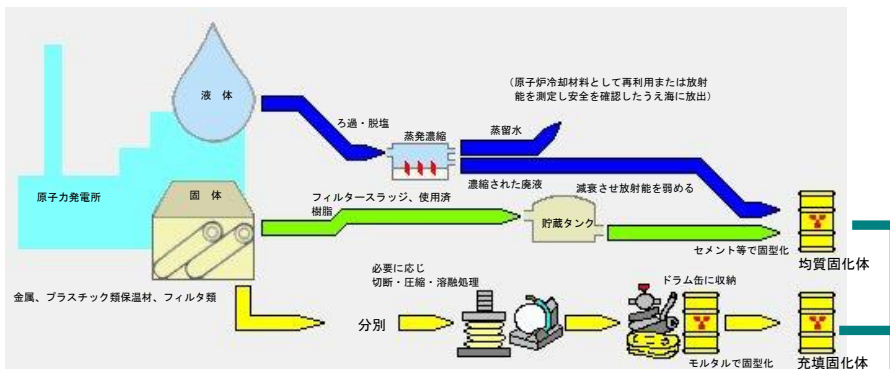 液 体
ろ過・脱塩
蒸発濃縮
蒸留水
（原子炉冷却材料として再利用または放射
能を測定し安全を確認したうえ海に放出）
濃縮された廃液
減衰させ放射能を弱める
原子力発電所
固 体
フィルタースラッジ、使用済
樹脂
貯蔵タンク
セメント等で固型化
均質固化体
金属、プラスチック類保温材、フィルタ類
分別
必要に応じ
切断・圧縮・溶融処理
ドラム缶に収納
モルタルで固型化
充填固化体